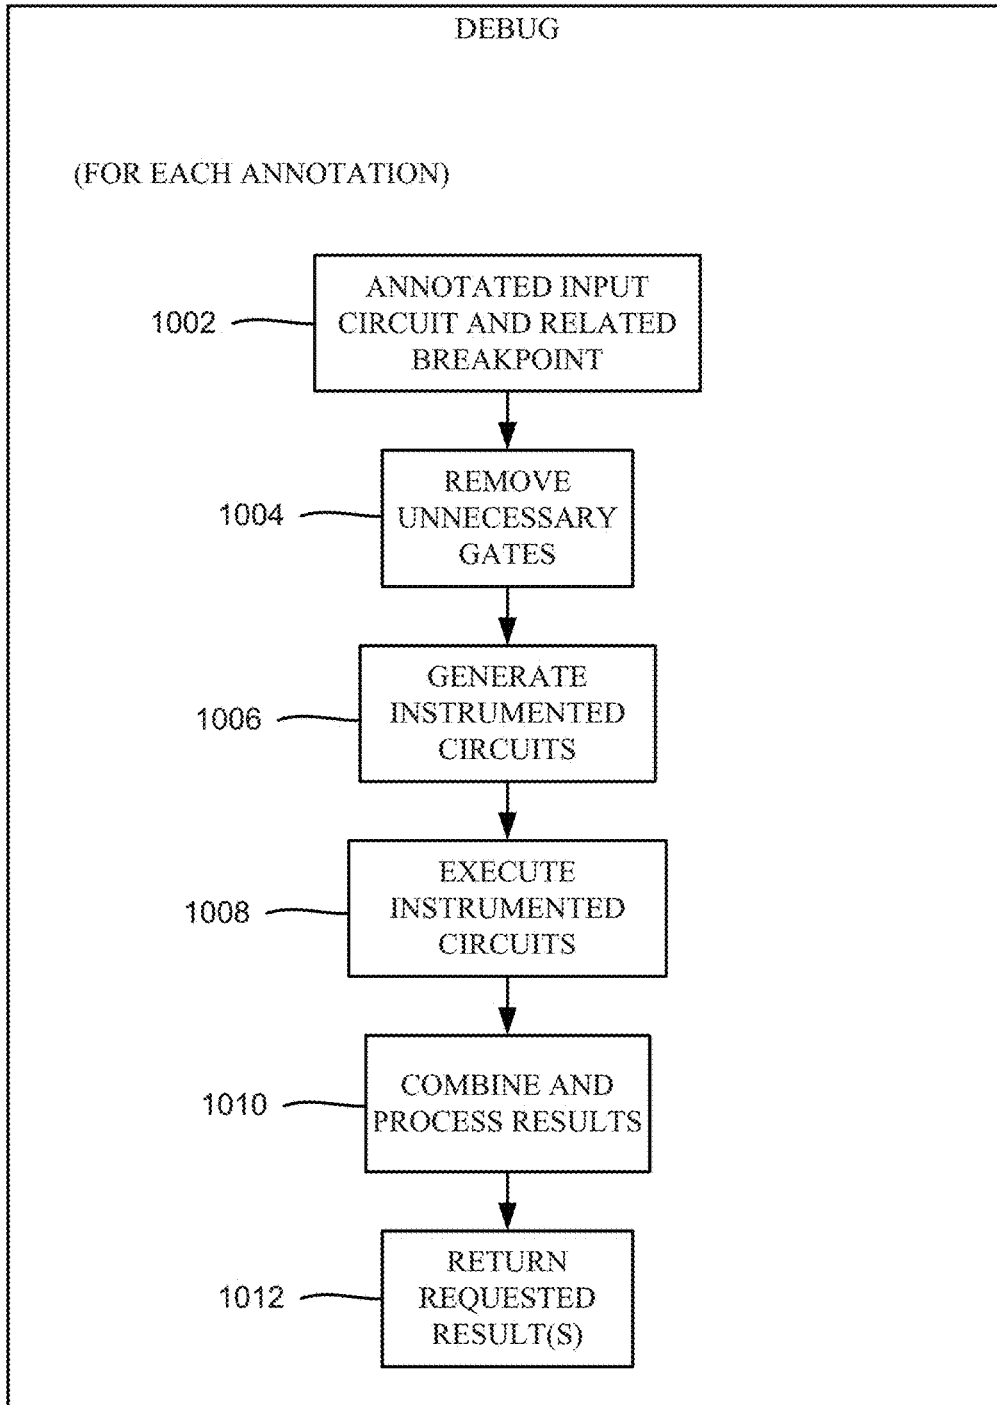 DEBUG
(FOR EACH ANNOTATION)
ANNOTATED INPUT
CIRCUIT AND RELATED
BREAKPOINT
1002
REMOVE
UNNECESSARY
GATES
1004
GENERATE
INSTRUMENTED
CIRCUITS
1006
EXECUTE
INSTRUMENTED
CIRCUITS
1008
COMBINE AND
PROCESS RESULTS
1010
RETURN
REQUESTED
RESULT(S)
1012